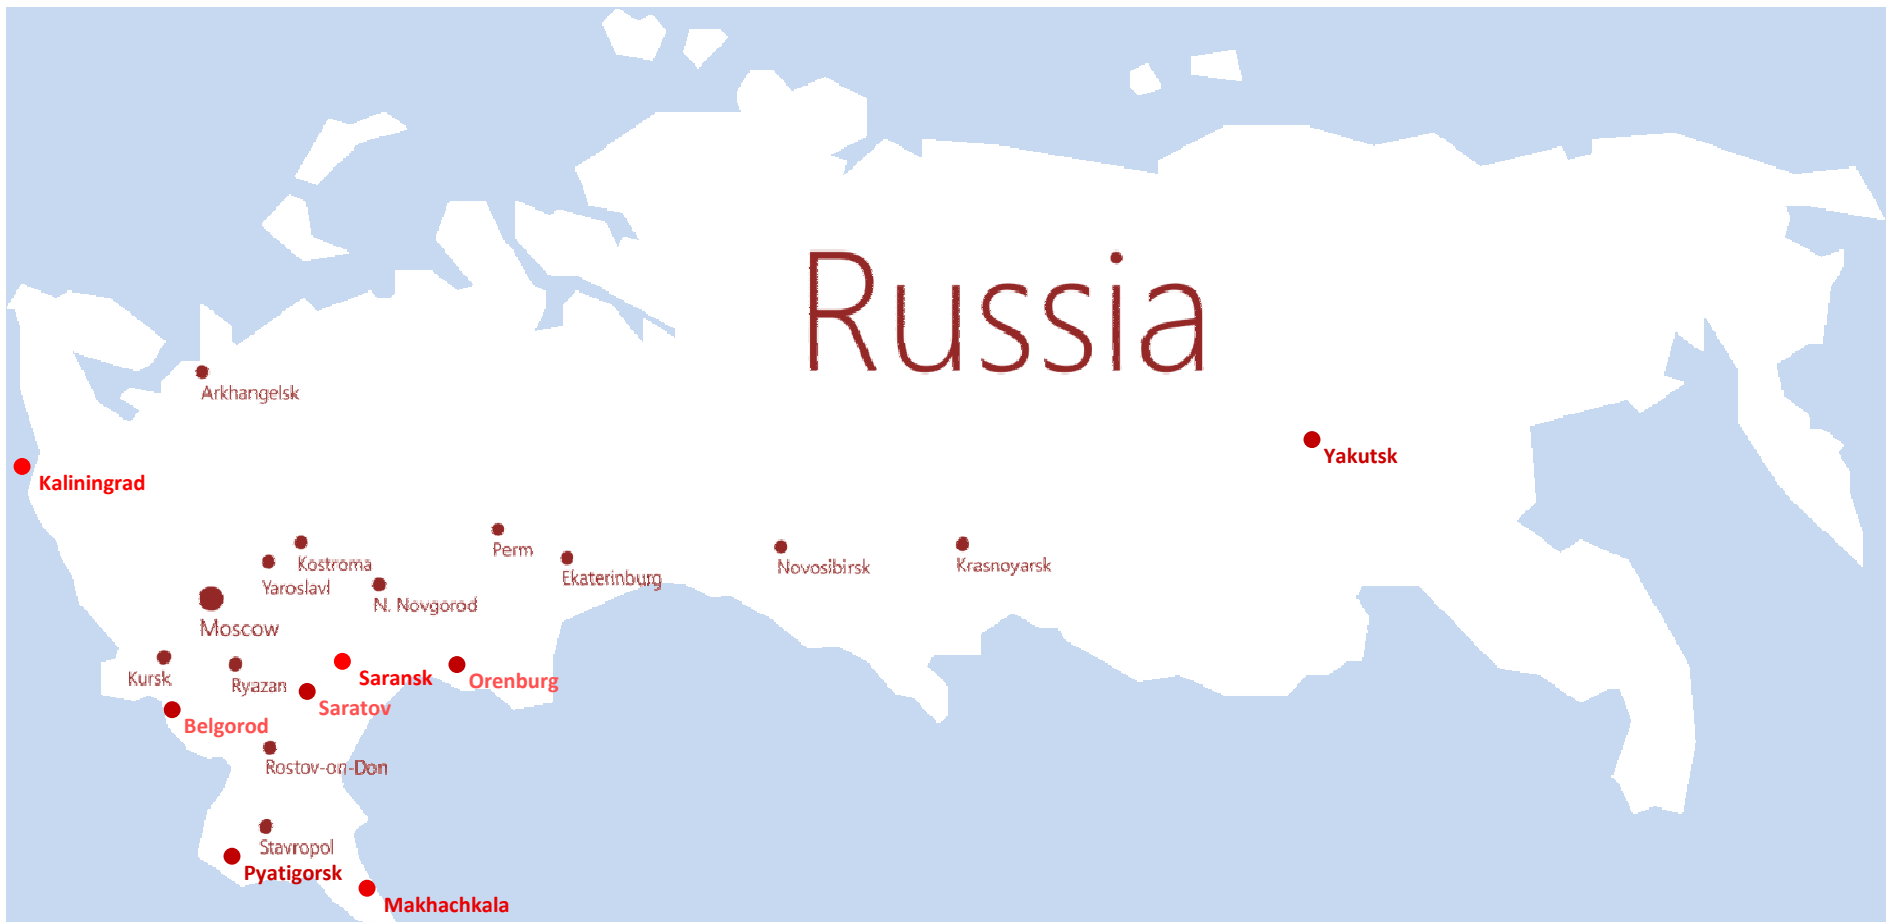 Russia
Arkhangelsk
Yakutsk
Kaliningrad
Perm
Kostroma
Novosibirsk
Krasnoyarsk
Ekaterinburg
Yaroslavl
N. Novgorod
Moscow
Kursk
Ryazan
Saransk
Orenburg
Saratov
Belgorod
Rostov-on-Don
Stavropol
Pyatigorsk
Makhachkala